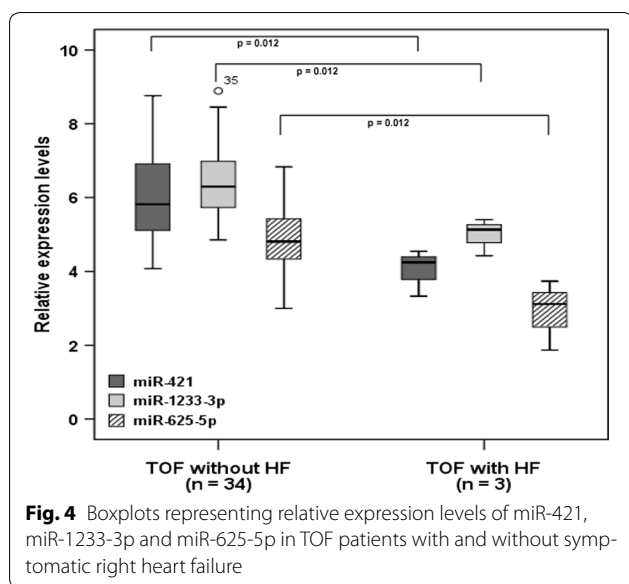 10
8
6
4
2
0
Relative expression levels
p = 0.012
p = 0.012
35
p = 0.012
miR-421
miR-1233-3p
miR-625-5p
TOF without HF
(n = 34)
TOF with HF
(n = 3)
Fig. 4 Boxplots representing relative expression levels of miR-421,
miR-1233-3p and miR-625-5p in TOF patients with and without symp-
tomatic right heart failure